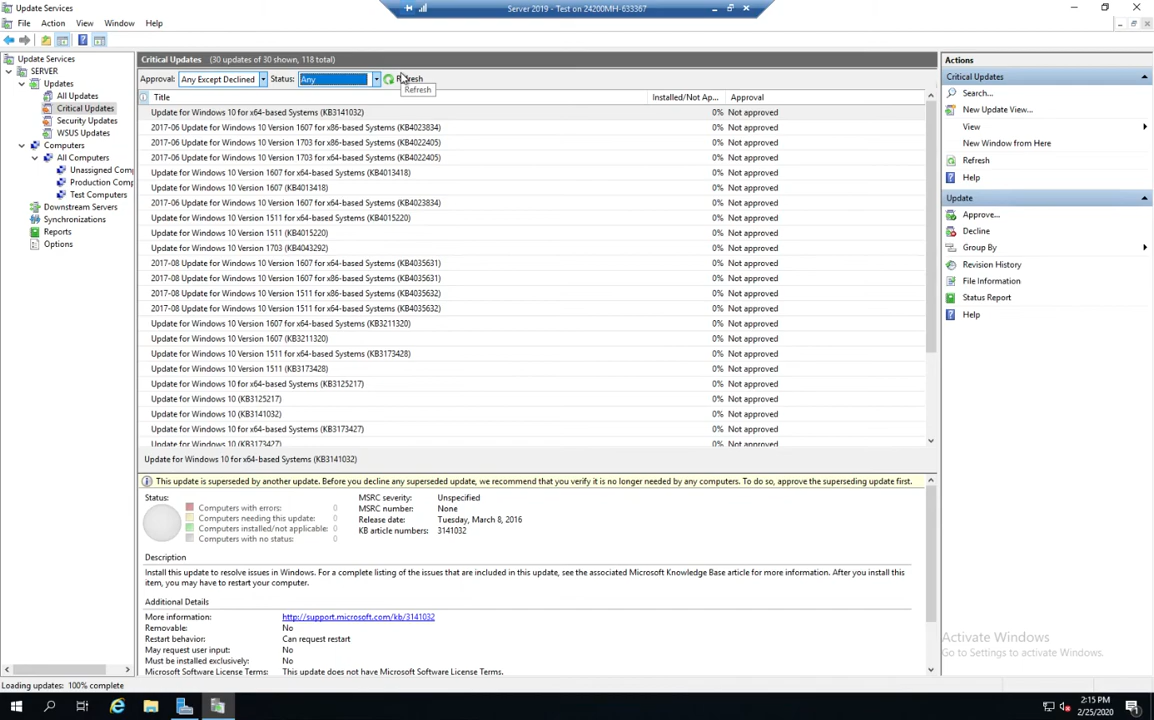 Update Services
Server 2019 - Test on 24200MH-633367
File Action View Window Help
Update Services
SERVER
Updates
All Updates
Critical Updates
Security Updates
WSUS Updates
Computers
All Computers
Unassigned Comp
Production Comp
Test Computers
Downstream Servers
Synchronizations
Reports
Options
Critical Updates (30 updates of 30 shown, 118 total)
Approval: Any Except Declined Status: Any Refresh
Refresh
Title Installed/Not Ap... Approval
Update for Windows 10 for x64-based Systems (KB3141032) 0% Not approved
2017-06 Update for Windows 10 Version 1607 for x86-based Systems (KB4023834) 0% Not approved
2017-06 Update for Windows 10 Version 1703 for x86-based Systems (KB4022405) 0% Not approved
2017-06 Update for Windows 10 Version 1703 for x64-based Systems (KB4022405) 0% Not approved
Update for Windows 10 Version 1607 for x64-based Systems (KB4013418) 0% Not approved
Update for Windows 10 Version 1607 (KB4013418) 0% Not approved
2017-06 Update for Windows 10 Version 1607 for x64-based Systems (KB4023834) 0% Not approved
Update for Windows 10 Version 1511 for x64-based Systems (KB4015220) 0% Not approved
Update for Windows 10 Version 1511 (KB4015220) 0% Not approved
Update for Windows 10 Version 1703 (KB4043292) 0% Not approved
2017-08 Update for Windows 10 Version 1607 for x64-based Systems (KB4035631) 0% Not approved
2017-08 Update for Windows 10 Version 1607 for x86-based Systems (KB4035631) 0% Not approved
2017-08 Update for Windows 10 Version 1511 for x86-based Systems (KB4035632) 0% Not approved
2017-08 Update for Windows 10 Version 1511 for x64-based Systems (KB4035632) 0% Not approved
Update for Windows 10 Version 1607 for x64-based Systems (KB3211320) 0% Not approved
Update for Windows 10 Version 1607 (KB3211320) 0% Not approved
Update for Windows 10 Version 1511 for x64-based Systems (KB3173428) 0% Not approved
Update for Windows 10 Version 1511 (KB3173428) 0% Not approved
Update for Windows 10 for x64-based Systems (KB3125217) 0% Not approved
Update for Windows 10 (KB3125217) 0% Not approved
Update for Windows 10 (KB3141032) 0% Not approved
Update for Windows 10 for x64-based Systems (KB3173427) 0% Not approved
Update for Windows 10 (KB3173427) 0% Not approved
Update for Windows 10 for x64-based Systems (KB3141032)
This update is superseded by another update. Before you decline any superseded update, we recommend that you verify it is no longer needed by any computers. To do so, approve the superseding update first.
Status:
Computers with errors: 0
Computers needing this update: 0
Computers installed/not applicable: 0
Computers with no status: 0
MSRC severity: Unspecified
MSRC number: None
Release date: Tuesday, March 8, 2016
KB article numbers: 3141032
Description
Install this update to resolve issues in Windows. For a complete listing of the issues that are included in this update, see the associated Microsoft Knowledge Base article for more information. After you install this
item, you may have to restart your computer.
Additional Details
More information: http://support.microsoft.com/kb/3141032
Removable: No
Restart behavior: Can request restart
May request user input: No
Must be installed exclusively: No
Microsoft Software License Terms: This update does not have Microsoft Software License Terms.
Actions
Critical Updates
Search...
New Update View...
View
New Window from Here
Refresh
Help
Update
Approve...
Decline
Group By
Revision History
File Information
Status Report
Help
Activate Windows
Go to Settings to activate Windows.
Loading updates: 100% complete
2:15 PM
2/25/2020